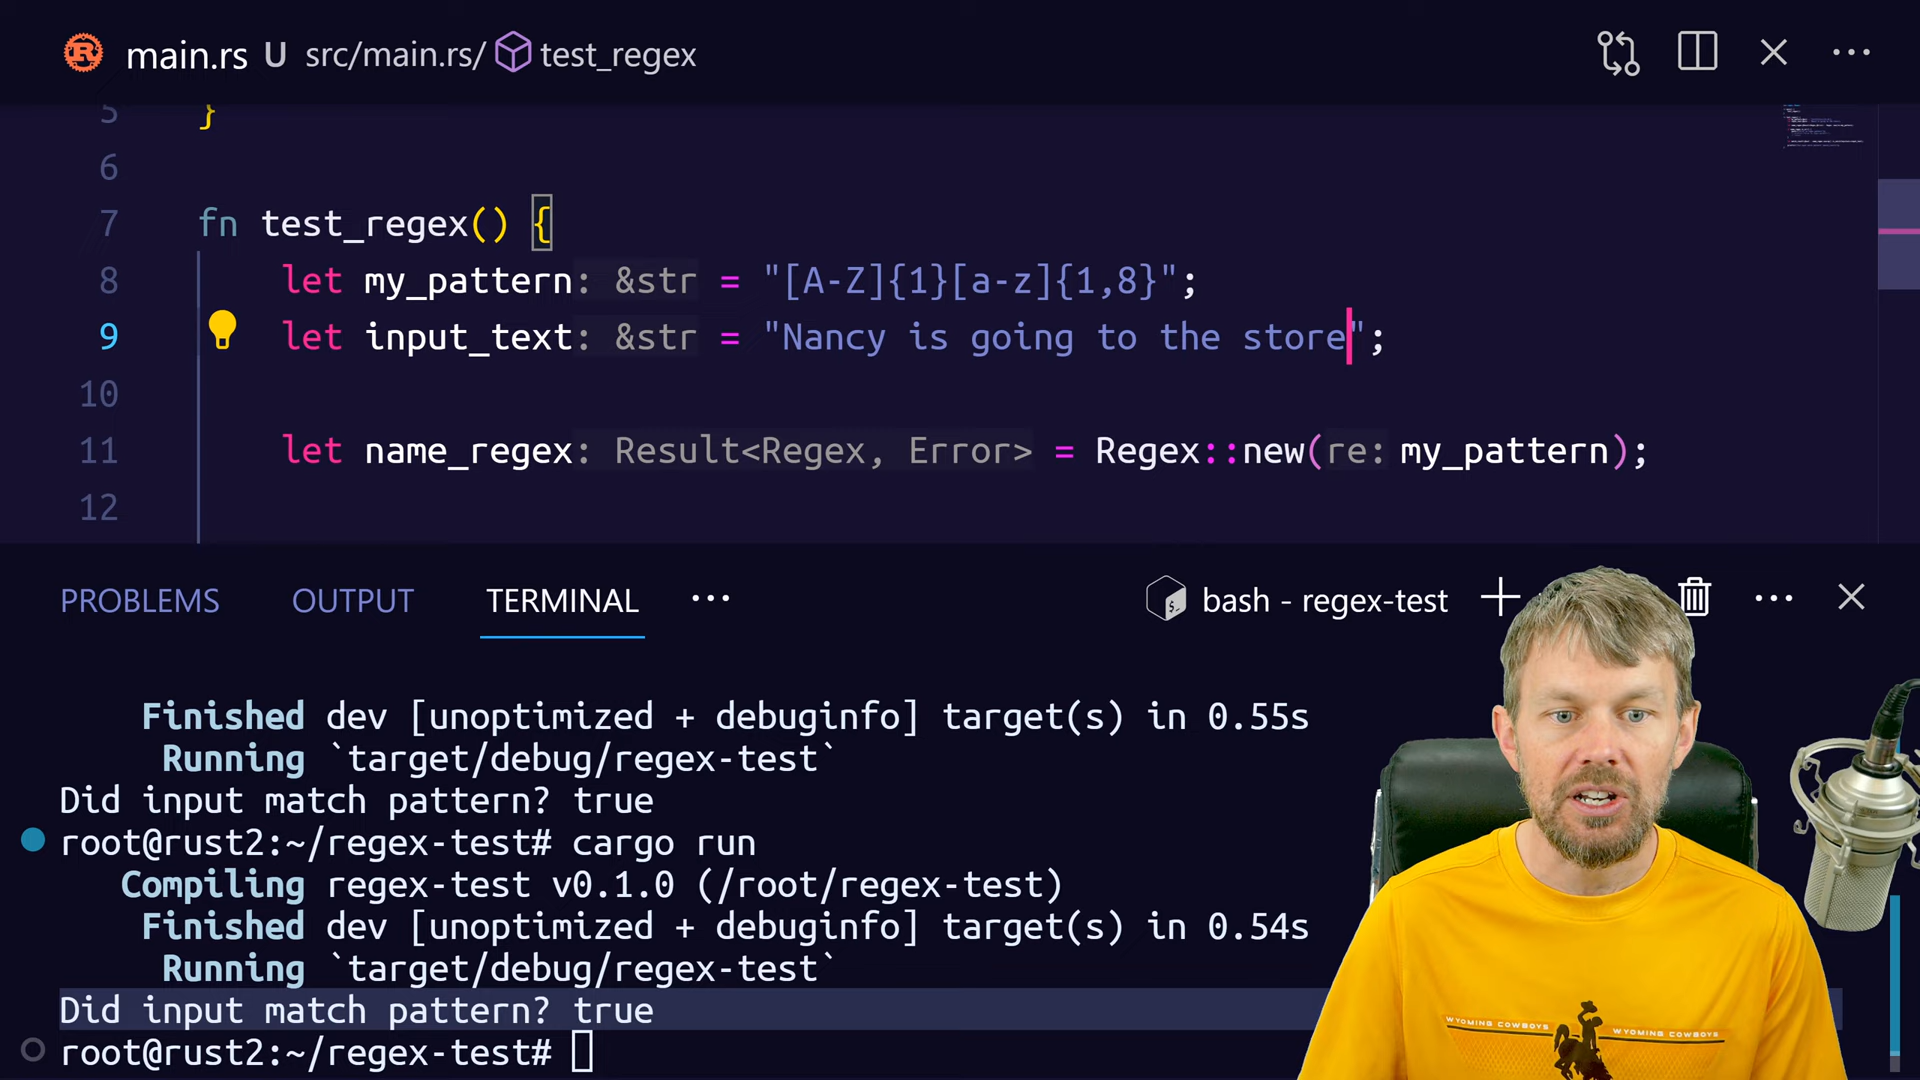 main.rs U src/main.rs/ test_regex
5 }
6
7 fn test_regex() {
8 let my_pattern: &str = "[A-Z]{1}[a-z]{1,8}";
9 let input_text: &str = "Nancy is going to the store";
10
11 let name_regex: Result<Regex, Error> = Regex::new(re: my_pattern);
12
PROBLEMS OUTPUT TERMINAL ... bash - regex-test
Finished dev [unoptimized + debuginfo] target(s) in 0.55s
Running `target/debug/regex-test`
Did input match pattern? true
root@rust2:~/regex-test# cargo run
Compiling regex-test v0.1.0 (/root/regex-test)
Finished dev [unoptimized + debuginfo] target(s) in 0.54s
Running `target/debug/regex-test`
Did input match pattern? true
root@rust2:~/regex-test#
WYOMING COWBOYS WYOMING COWBOYS